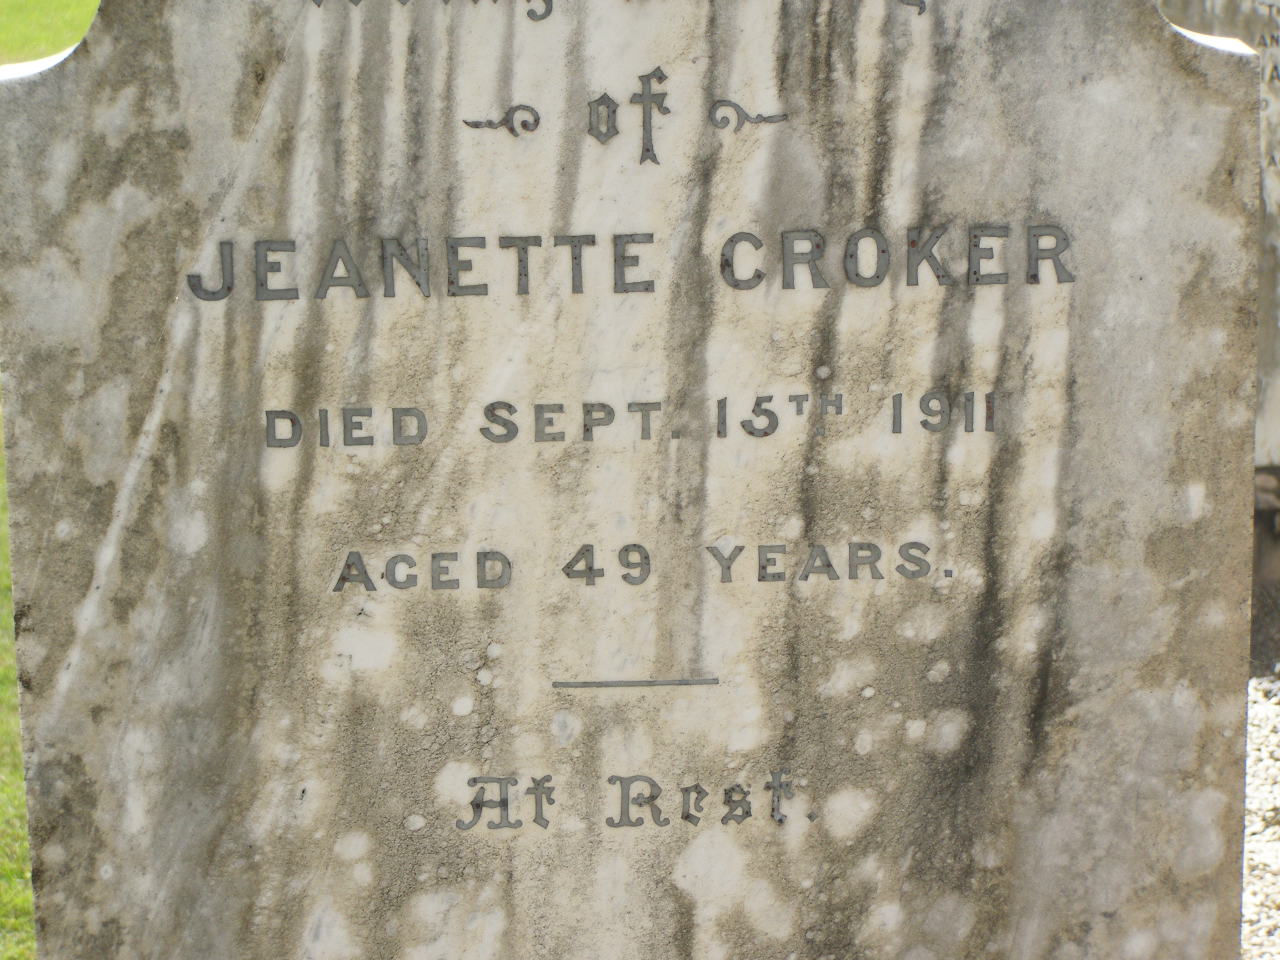 of
JEANETTE CROKER
DIED SEPT. 15TH 1911
AGED 49 YEARS.
At Rest.